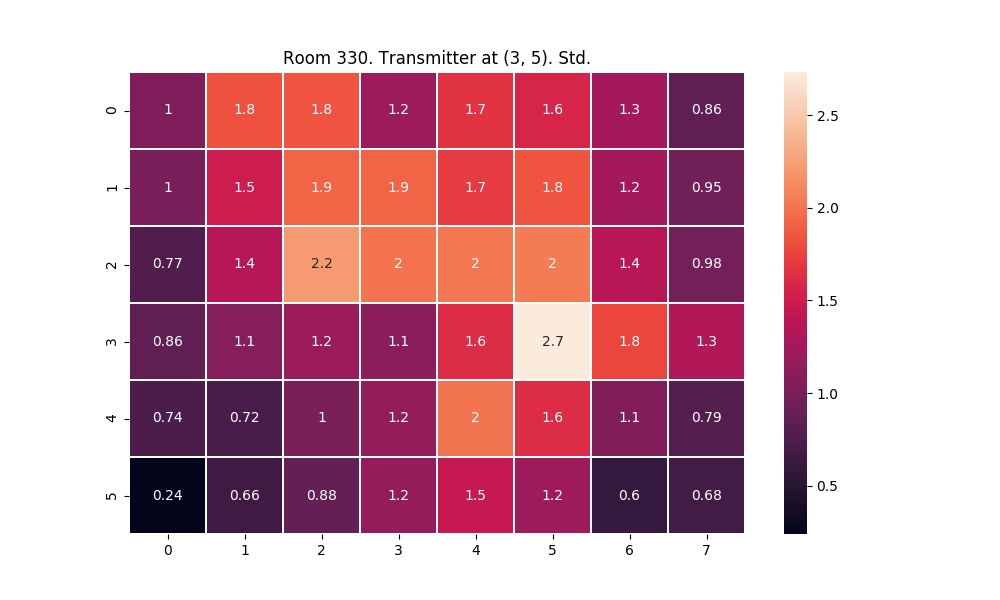 Room 330. Transmitter at (3, 5). Std.
0 1 1.8 1.8 1.2 1.7 1.6 1.3 0.86
1 1 1.5 1.9 1.9 1.7 1.8 1.2 0.95
2 0.77 1.4 2.2 2 2 2 1.4 0.98
3 0.86 1.1 1.2 1.1 1.6 2.7 1.8 1.3
4 0.74 0.72 1 1.2 2 1.6 1.1 0.79
5 0.24 0.66 0.88 1.2 1.5 1.2 0.6 0.68
0 1 2 3 4 5 6 7
2.5
2.0
1.5
1.0
0.5